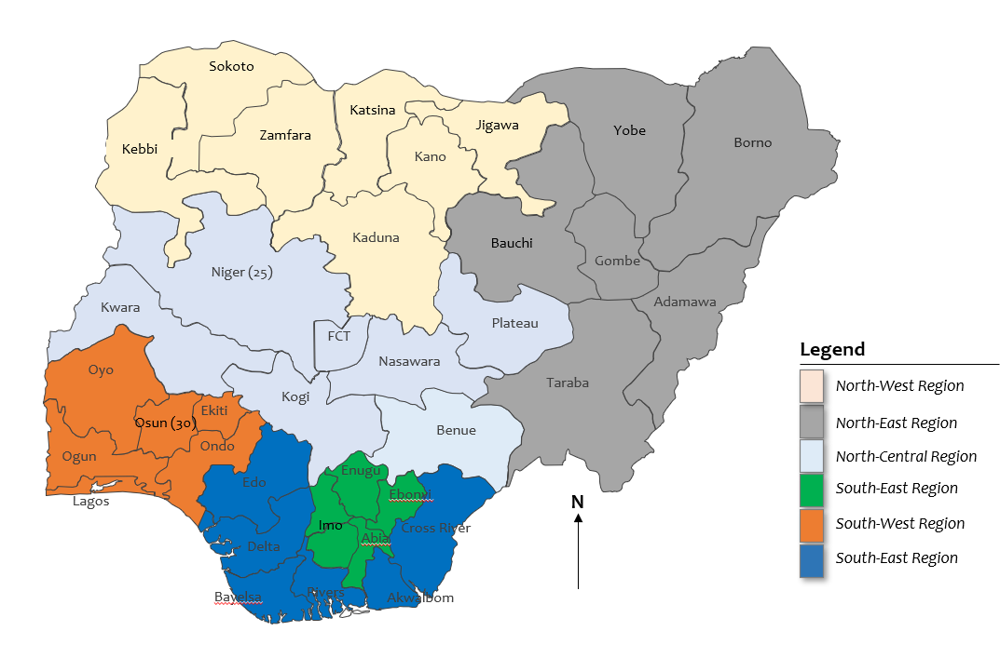 Sokoto
Katsina
Jigawa
Zamfara
Yobe
Borno
Kebbi
Kano
Kaduna
Bauchi
Gombe
Niger (25)
Adamawa
Kwara
Plateau
FCT
Nasawara
Legend
Oyo
Taraba
North-West Region
Kogi
Ekiti
Osun (30)
North-East Region
Benue
Ondo
Ogun
North-Central Region
Enugu
Edo
South-East Region
Ebonyi
Lagos
N
Imo
Cross River
South-West Region
Abia
Delta
South-East Region
Rivers
Bayelsa
AkwaIbom